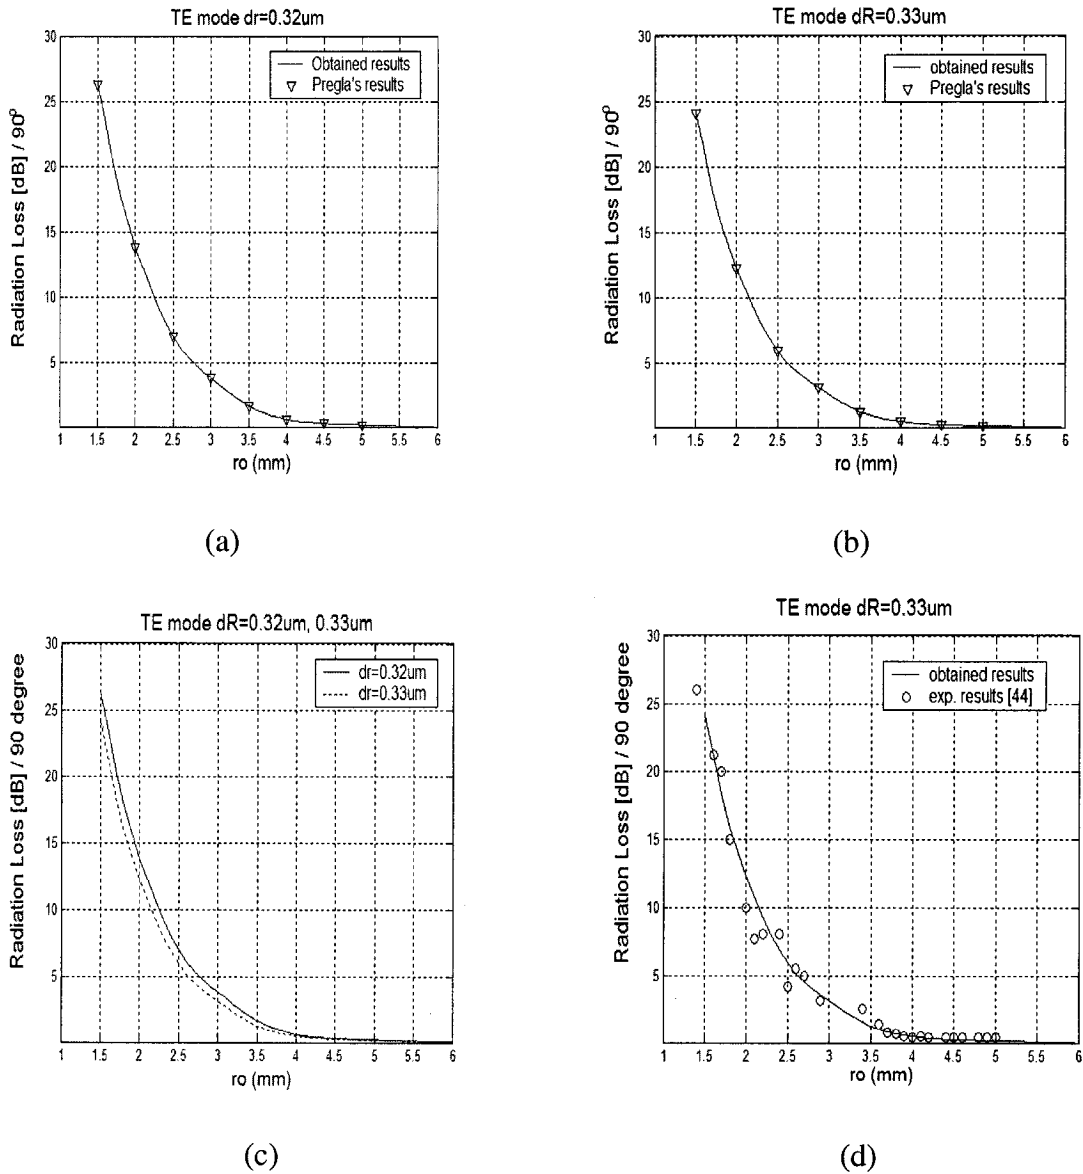 TE mode dr=0.32um
30
25
20
15
10
5
1 1.5 2 2.5 3 3.5 4 4.5 5 5.5 6
Radiation Loss [dB] / 90°
ro (mm)
Obtained results
Pregla's results
(a)
TE mode dR=0.33um
30
25
20
15
10
5
1 1.5 2 2.5 3 3.5 4 4.5 5 5.5 6
Radiation Loss [dB] / 90°
ro (mm)
obtained results
Pregla's results
(b)
TE mode dR=0.32um, 0.33um
30
25
20
15
10
5
1 1.5 2 2.5 3 3.5 4 4.5 5 5.5 6
Radiation Loss [dB] / 90 degree
ro (mm)
dr=0.32um
dr=0.33um
(c)
TE mode dR=0.33um
30
25
20
15
10
5
1 1.5 2 2.5 3 3.5 4 4.5 5 5.5 6
Radiation Loss [dB] / 90 degree
ro (mm)
obtained results
exp. results [44]
(d)